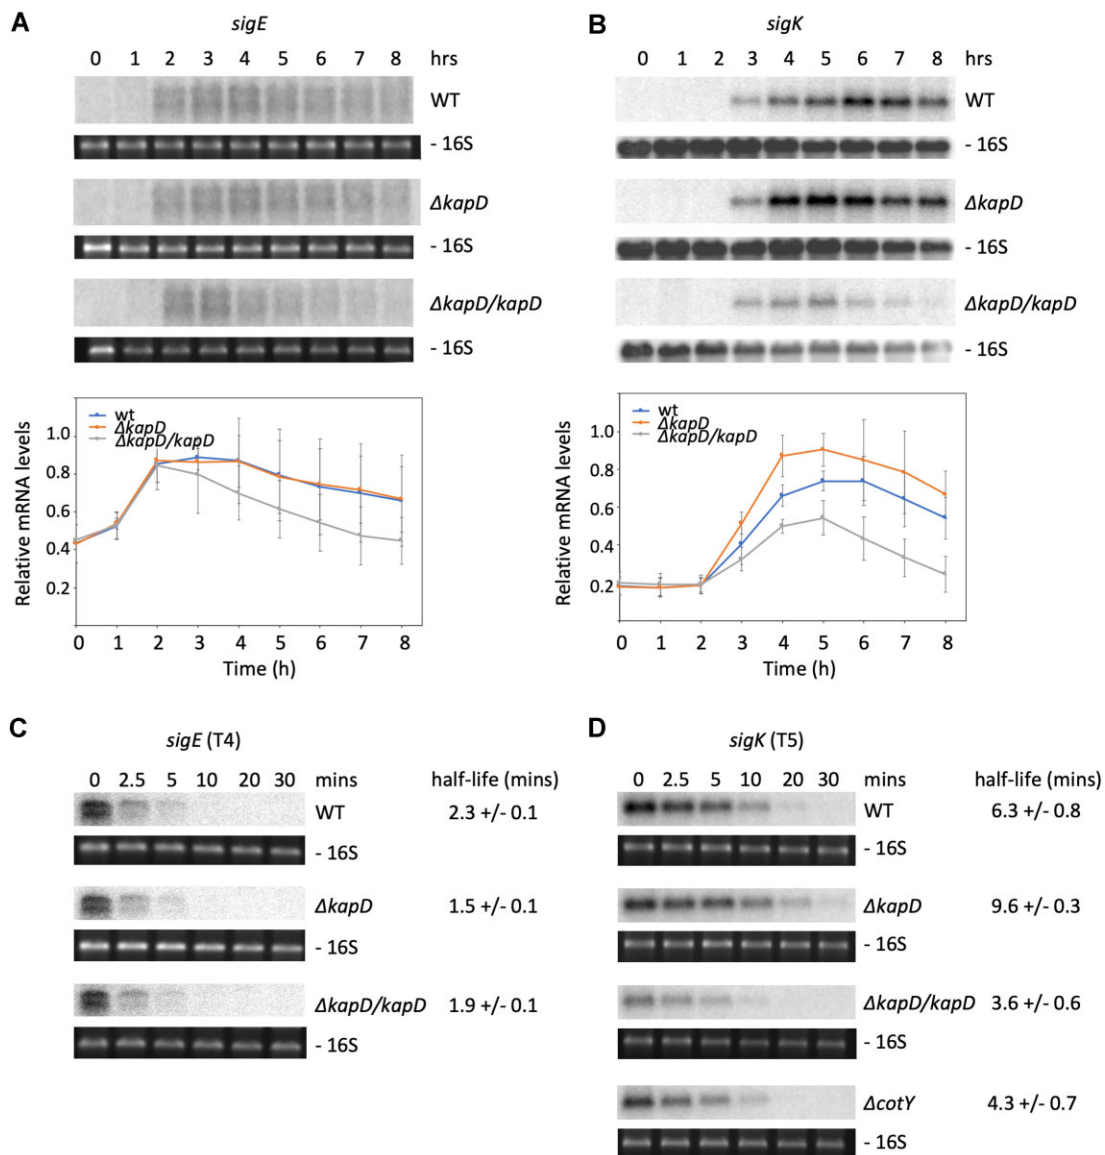 A
sigE
0 1 2 3 4 5 6 7 8 hrs
WT
- 16S
ΔkapD
- 16S
ΔkapD/kapD
- 16S
wt
ΔkapD
ΔkapD/kapD
Relative mRNA levels
1.0
0.8
0.6
0.4
0.2
0 1 2 3 4 5 6 7 8
Time (h)
B
sigK
0 1 2 3 4 5 6 7 8 hrs
WT
- 16S
ΔkapD
- 16S
ΔkapD/kapD
- 16S
wt
ΔkapD
ΔkapD/kapD
Relative mRNA levels
1.0
0.8
0.6
0.4
0.2
0 1 2 3 4 5 6 7 8
Time (h)
C
sigE (T4)
0 2.5 5 10 20 30 mins half-life (mins)
WT 2.3 +/- 0.1
- 16S
ΔkapD 1.5 +/- 0.1
- 16S
ΔkapD/kapD 1.9 +/- 0.1
- 16S
D
sigK (T5)
0 2.5 5 10 20 30 mins half-life (mins)
WT 6.3 +/- 0.8
- 16S
ΔkapD 9.6 +/- 0.3
- 16S
ΔkapD/kapD 3.6 +/- 0.6
- 16S
ΔcotY 4.3 +/- 0.7
- 16S